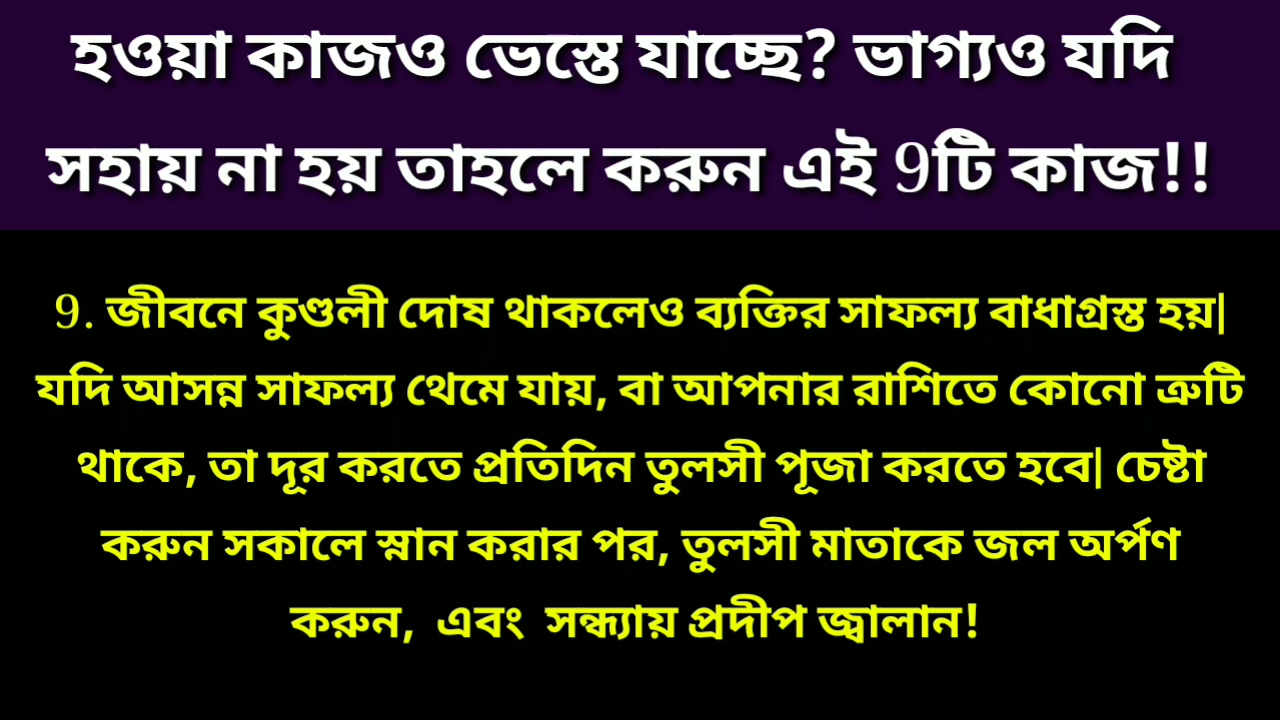 হওয়া কাজও ভেস্তে যাচ্ছে? ভাগ্যও যদি
সহায় না হয় তাহলে করুন এই 9টি কাজ!!
9. জীবনে কুণ্ডলী দোষ থাকলেও ব্যক্তির সাফল্য বাধাগ্রস্ত হয়|
যদি আসন্ন সাফল্য থেমে যায়, বা আপনার রাশিতে কোনো ত্রুটি
থাকে, তা দূর করতে প্রতিদিন তুলসী পূজা করতে হবে| চেষ্টা
করুন সকালে স্নান করার পর, তুলসী মাতাকে জল অর্পণ
করুন, এবং সন্ধ্যায় প্রদীপ জ্বালান!